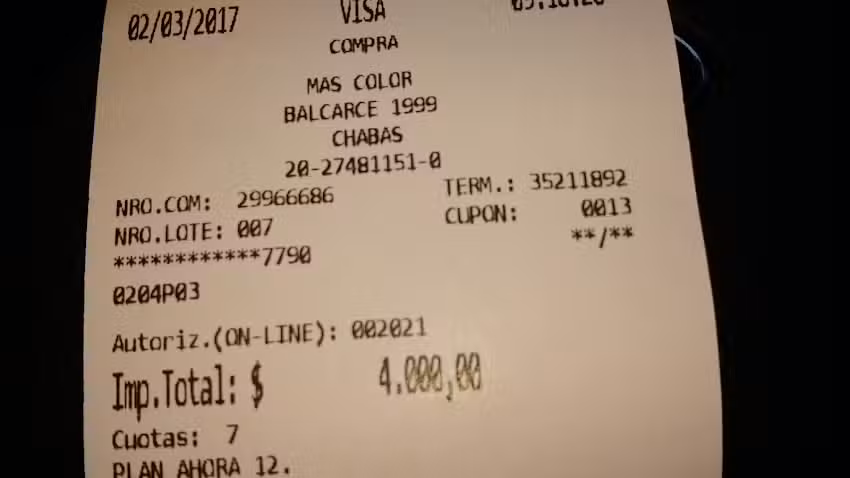 02/03/2017 VISA
COMPRA
MAS COLOR
BALCARCE 1999
CHABAS
20-27481151-0
NRO.COM: 29966686 TERM.: 35211892
NRO.LOTE: 007 CUPON: 0013
************7790 **/**
0204P03
Autoriz.(ON-LINE): 002021
Imp.Total: $ 4.000,00
Cuotas: 7
PLAN AHORA 12.